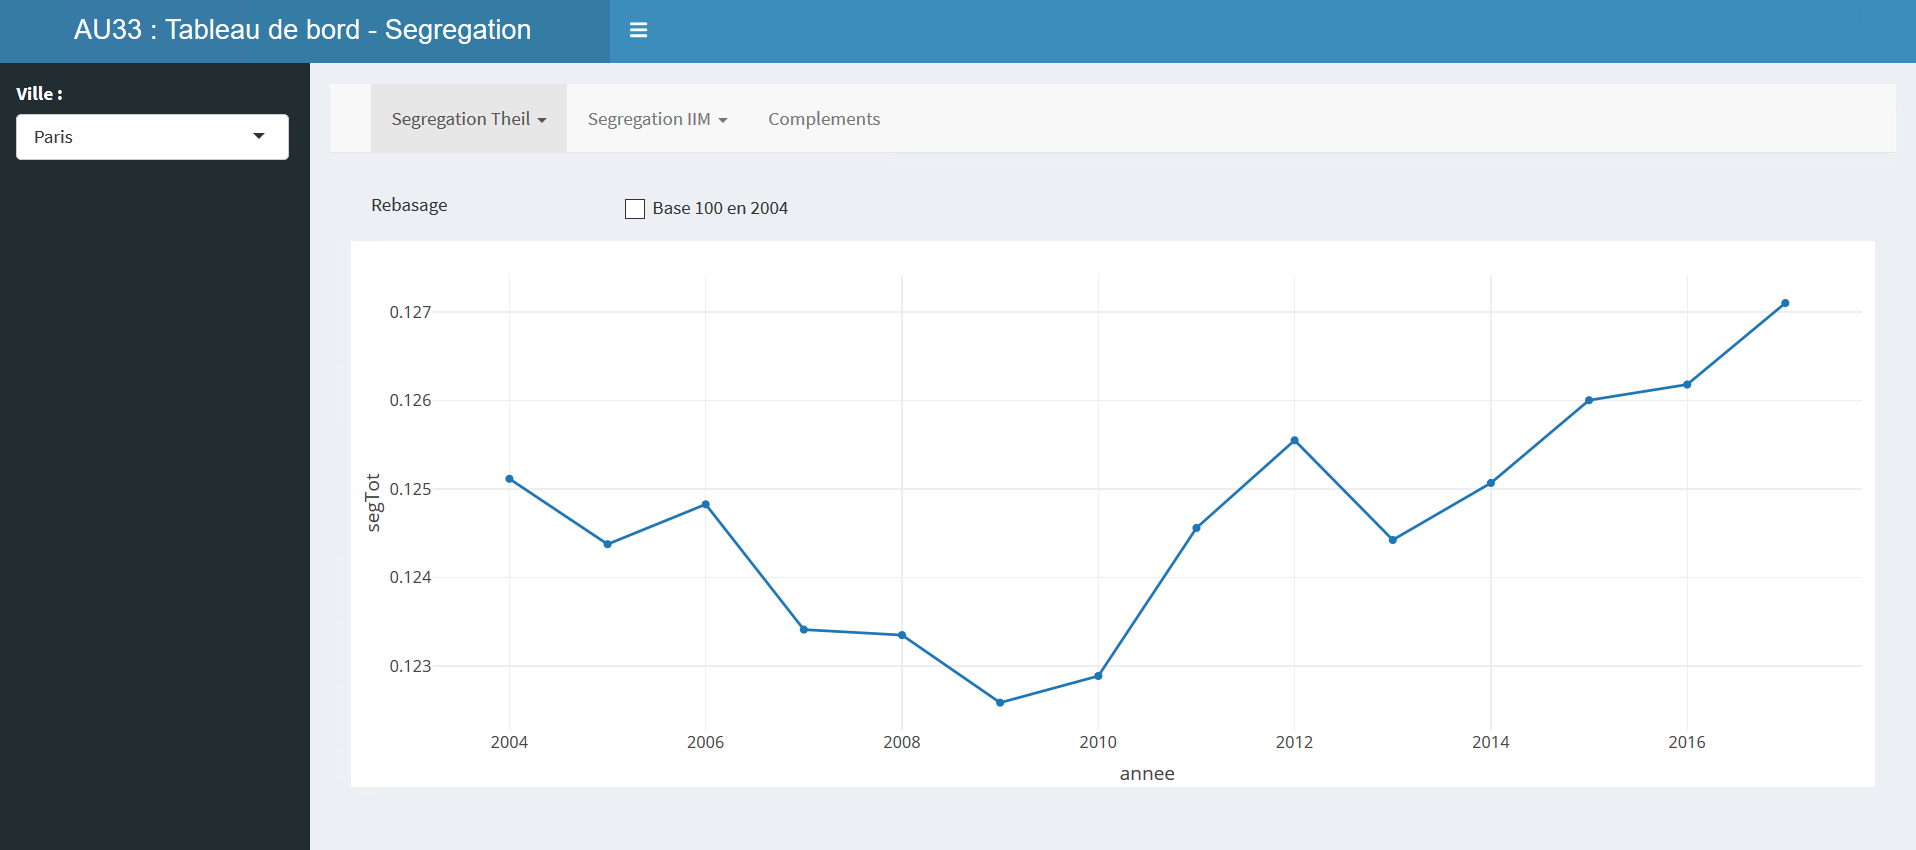 AU33 : Tableau de bord - Segregation
Ville :
Paris
Segregation Theil
Segregation IIM
Complements
Rebasage
Base 100 en 2004
0.127
0.126
0.125
0.124
0.123
segTot
2004
2006
2008
2010
2012
2014
2016
annee